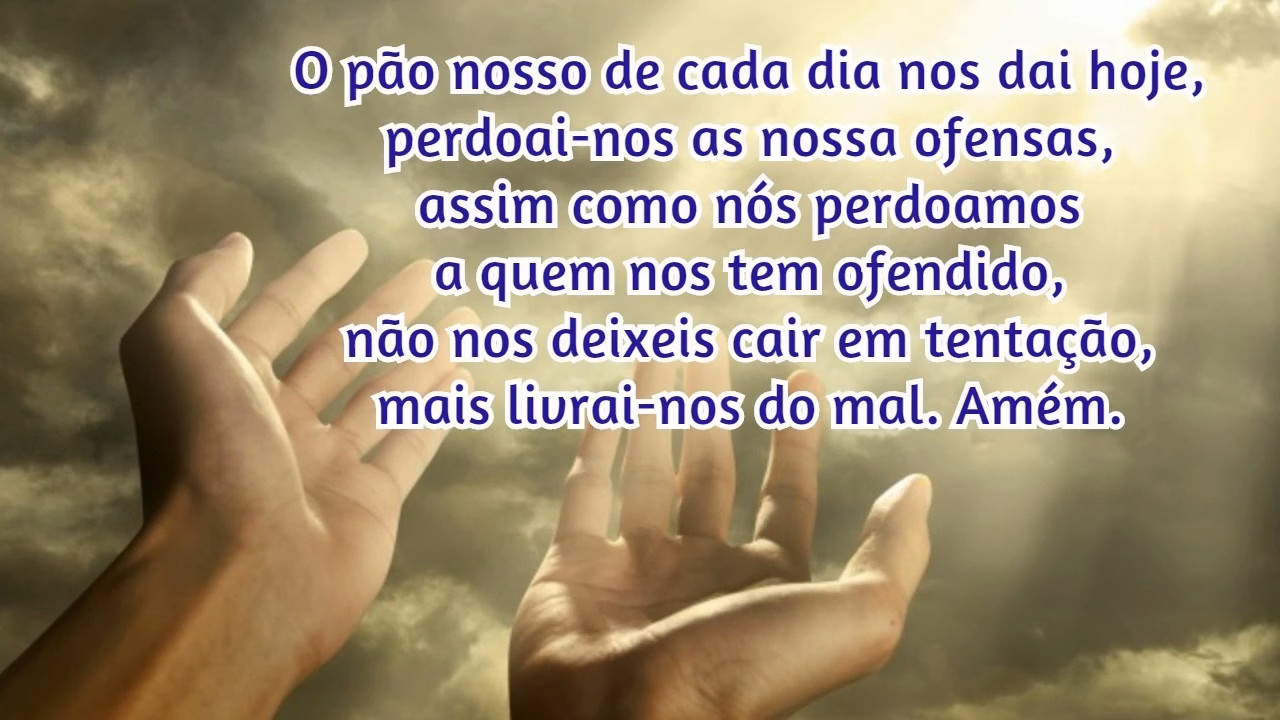 O pão nosso de cada dia nos dai hoje,
perdoai-nos as nossa ofensas,
assim como nós perdoamos
a quem nos tem ofendido,
não nos deixeis cair em tentação,
mais livrai-nos do mal. Amém.